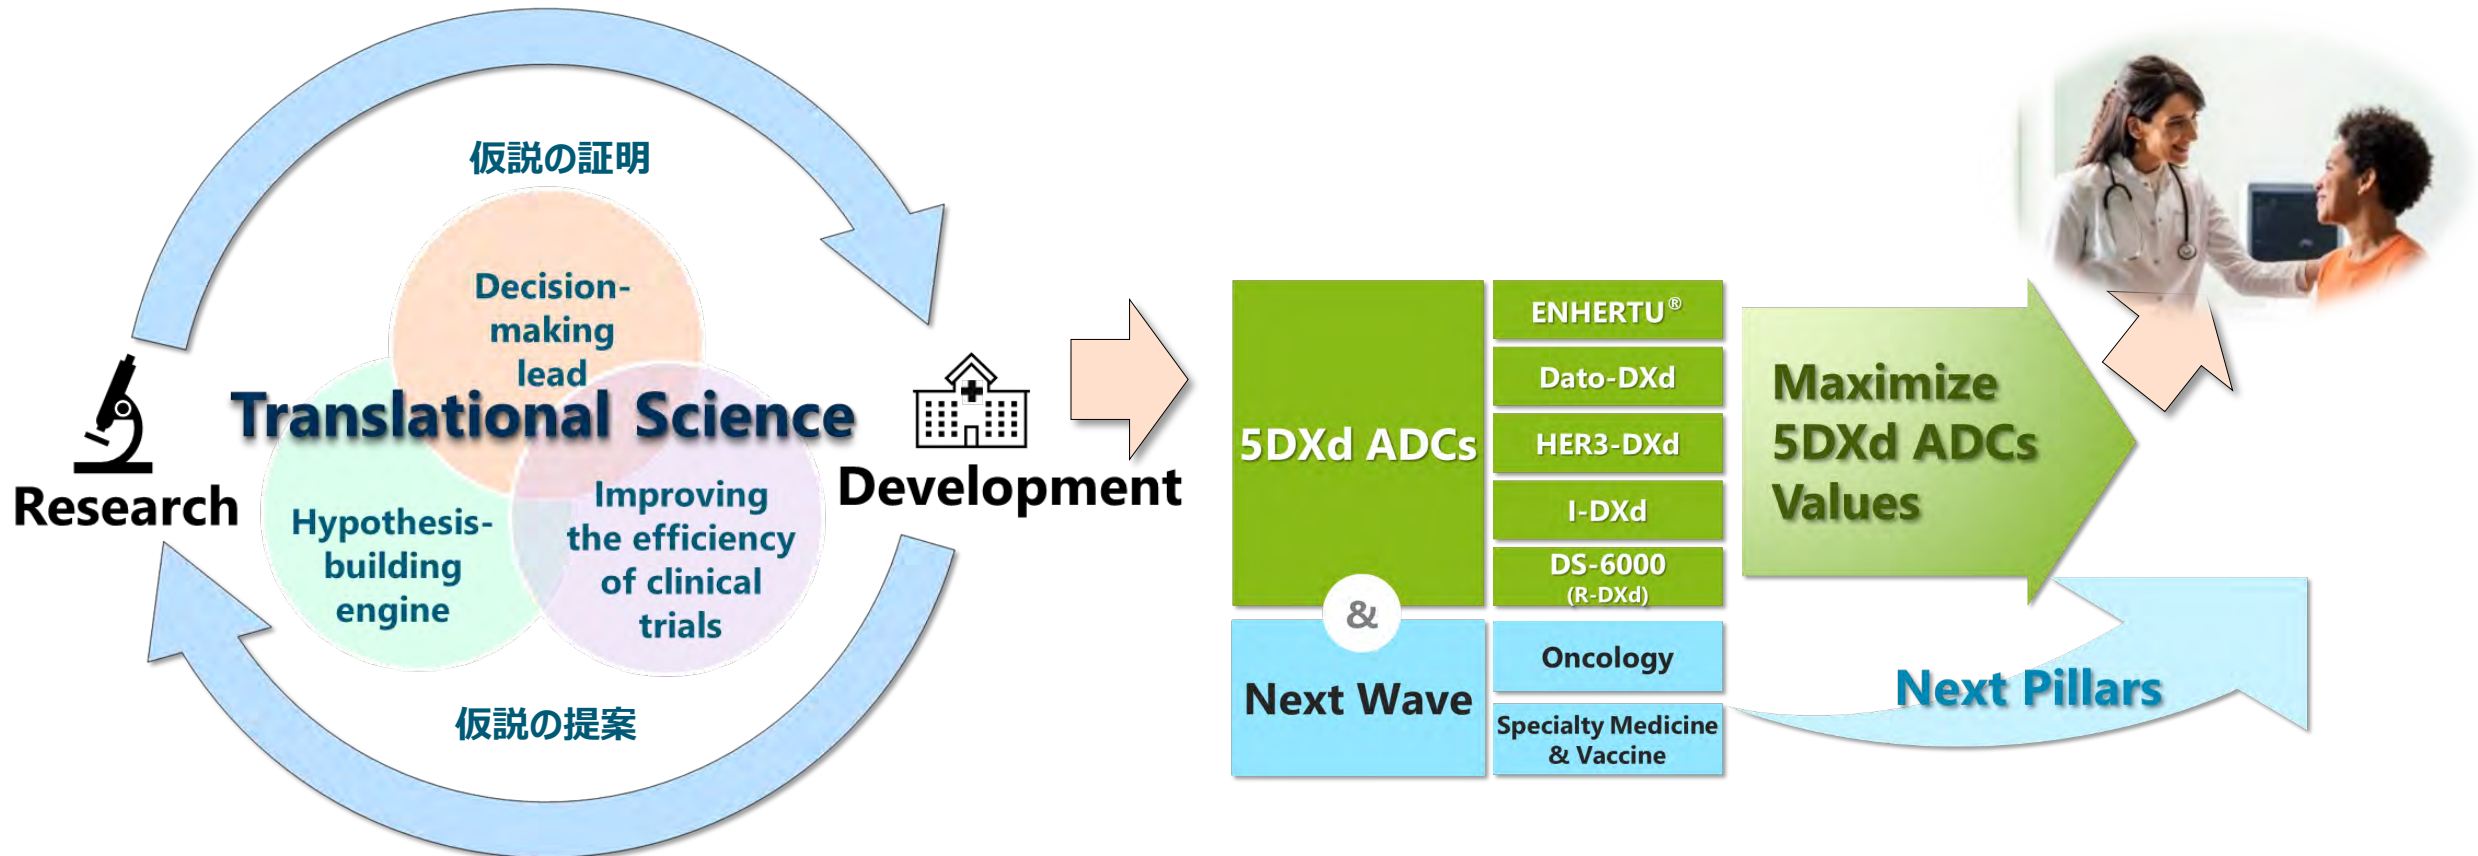 仮説の証明
Decision-
making
lead
Translational Science
Research
Development
Hypothesis-
building
engine
Improving
the efficiency
of clinical
trials
仮説の提案
5DXd ADCs
ENHERTU®
Dato-DXd
HER3-DXd
I-DXd
DS-6000
(R-DXd)
&
Next Wave
Oncology
Specialty Medicine
& Vaccine
Maximize
5DXd ADCs
Values
Next Pillars